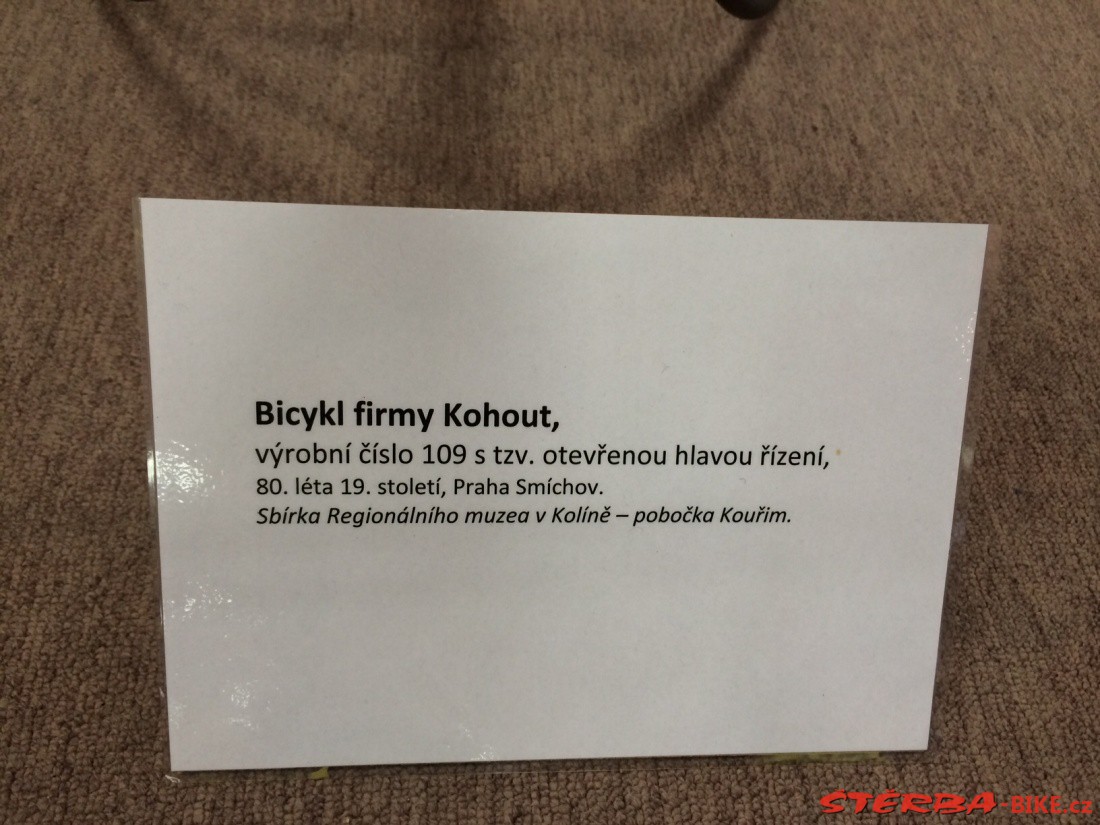 Bicykl firmy Kohout,
výrobní číslo 109 s tzv. otevřenou hlavou řízení,
80. léta 19. století, Praha Smíchov.
Sbírka Regionálního muzea v Kolíně – pobočka Kouřim.
ŠTĚRBA-BIKE.cz